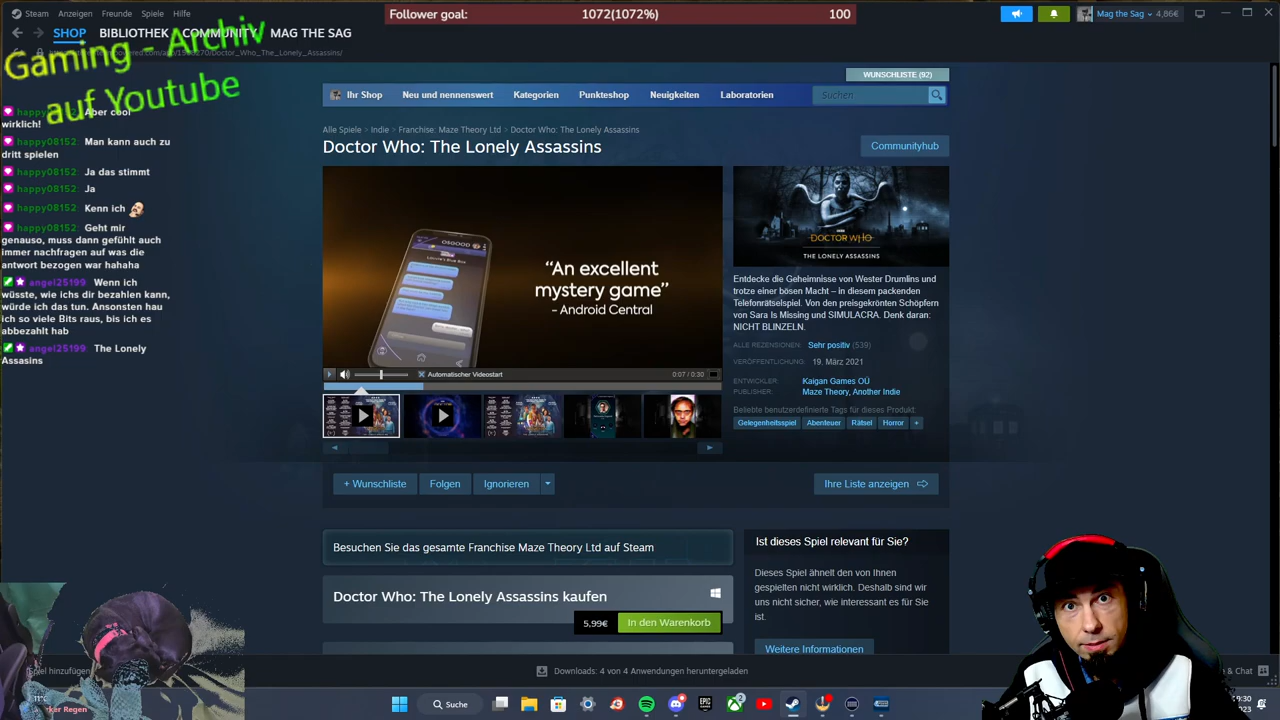 Steam Anzeigen Freunde Spiele Hilfe
Follower goal: 1072(1072%) 100
Mag the Sag 4,86€
SHOP BIBLIOTHEK COMMUNITY MAG THE SAG
/Doctor_Who_The_Lonely_Assassins/
Gaming - Archiv
auf Youtube
WUNSCHLISTE (92)
Ihr Shop Neu und nennenswert Kategorien Punkteshop Neuigkeiten Laboratorien Suchen
Alle Spiele > Indie > Franchise: Maze Theory Ltd > Doctor Who: The Lonely Assassins
Doctor Who: The Lonely Assassins
Communityhub
Aber cool
wirklich!
happy08152: Man kann auch zu
dritt spielen
happy08152: Ja das stimmt
happy08152: Ja
happy08152: Kenn ich
happy08152: Geht mir
genauso, muss dann gefühlt auch
immer nachfragen auf was die
antwort bezogen war hahaha
angel25199: Wenn ich
wüsste, wie ichs dir bezahlen kann,
würde ich das tun. Ansonsten hau
ich so viele Bits raus, bis ich es
abbezahlt hab
angel25199: The Lonely
Assasins
“An excellent
mystery game”
- Android Central
Automatischer Videostart 0:07 / 0:30
BBC
DOCTOR WHO
THE LONELY ASSASSINS
Entdecke die Geheimnisse von Wester Drumlins und
trotze einer bösen Macht – in diesem packenden
Telefonrätselspiel. Von den preisgekrönten Schöpfern
von Sara Is Missing und SIMULACRA. Denk daran:
NICHT BLINZELN.
ALLE REZENSIONEN: Sehr positiv (539)
VERÖFFENTLICHUNG: 19. März 2021
ENTWICKLER: Kaigan Games OÜ
PUBLISHER: Maze Theory, Another Indie
Beliebte benutzerdefinierte Tags für dieses Produkt:
Gelegenheitsspiel Abenteuer Rätsel Horror +
+ Wunschliste Folgen Ignorieren Ihre Liste anzeigen
Besuchen Sie das gesamte Franchise Maze Theory Ltd auf Steam
Doctor Who: The Lonely Assassins kaufen
5,99€ In den Warenkorb
Ist dieses Spiel relevant für Sie?
Dieses Spiel ähnelt den von Ihnen
gespielten nicht wirklich. Deshalb sind wir
uns nicht sicher, wie interessant es für Sie
ist.
Weitere Informationen
Spiel hinzufügen Downloads: 4 von 4 Anwendungen heruntergeladen & Chat
11°C
Regen
Suche